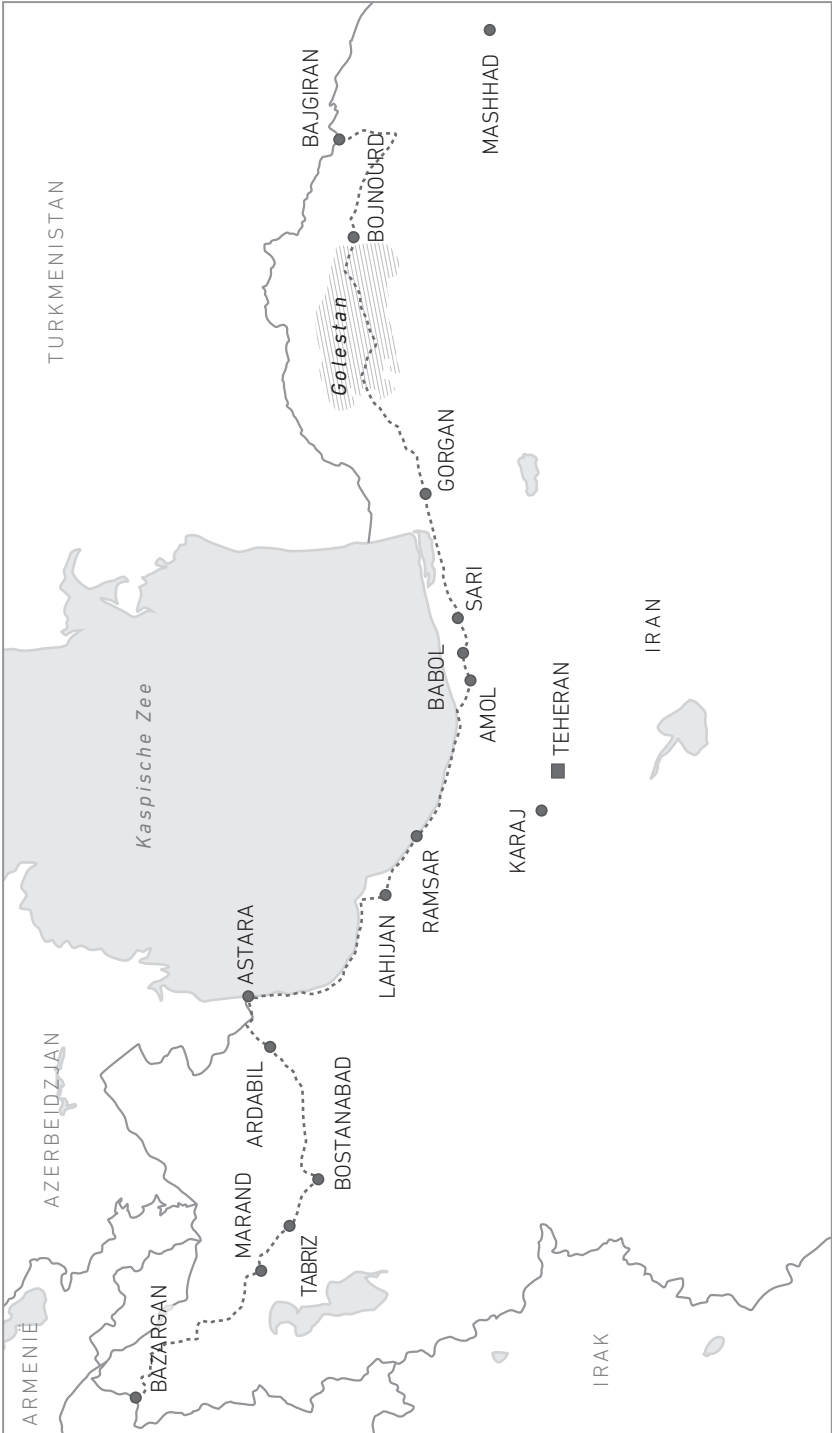 ARMENIË
AZERBEIDZJAN
TURKMENISTAN
Kaspische Zee
BAZARGAN
MARAND
TABRIZ
BOSTANABAD
ARDABIL
ASTARA
LAHIJAN
RAMSAR
AMOL
BABOL
SARI
GORGAN
Golestan
BOJNOURD
BAJGIRAN
MASHHAD
KARAJ
TEHERAN
IRAN
IRAK